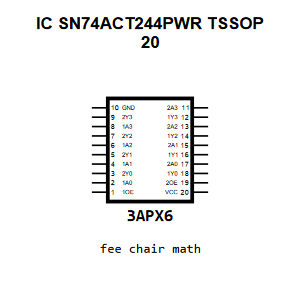 IC SN74ACT244PWR TSSOP
20
10 GND 2A3 11
9 2Y3 1Y3 12
8 1A3 2A2 13
7 2Y2 1Y2 14
6 1A2 2A1 15
5 2Y1 1Y1 16
4 1A1 2A0 17
3 2Y0 1Y0 18
2 1A0 2OE 19
1 1OE VCC 20
3APX6
fee chair math